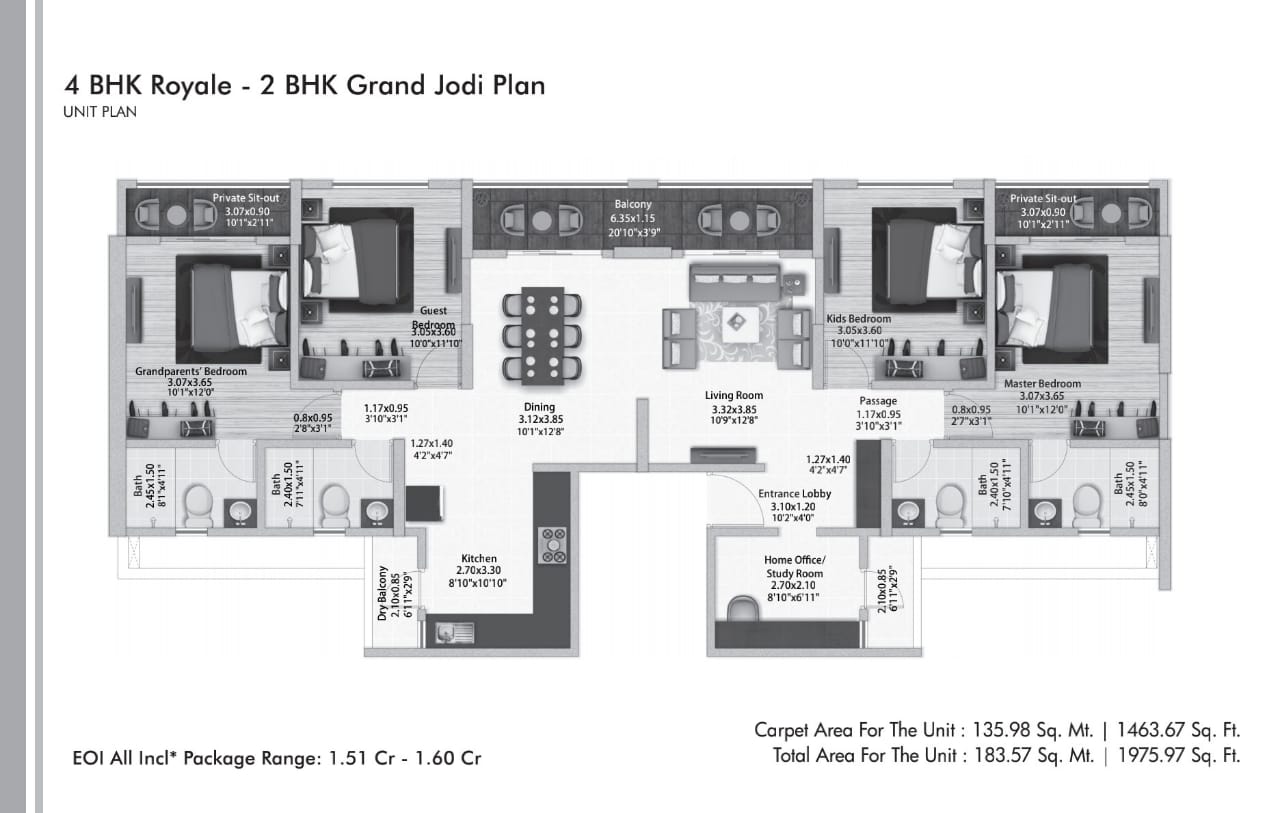 4 BHK Royale - 2 BHK Grand Jodi Plan
UNIT PLAN
Private Sit-out
3.07x0.90
10'1"x2'11"
Balcony
6.35x1.15
20'10"x3'9"
Private Sit-out
3.07x0.90
10'1"x2'11"
Guest
Bedroom
3.05x3.60
10'0"x11'10"
Kids Bedroom
3.05x3.60
10'0"x11'10"
Grandparents' Bedroom
3.07x3.65
10'1"x12'0"
Master Bedroom
3.07x3.65
10'1"x12'0"
0.8x0.95
2'8"x3'1"
1.17x0.95
3'10"x3'1"
Dining
3.12x3.85
10'1"x12'8"
Living Room
3.32x3.85
10'9"x12'8"
Passage
1.17x0.95
3'10"x3'1"
0.8x0.95
2'7"x3'1"
1.27x1.40
4'2"x4'7"
1.27x1.40
4'2"x4'7"
Bath
2.45x1.50
8'1"x4'11"
Bath
2.40x1.50
7'11"x4'11"
Entrance Lobby
3.10x1.20
10'2"x4'0"
Bath
2.40x1.50
7'10"x4'11"
Bath
2.45x1.50
8'0"x4'11"
Kitchen
2.70x3.30
8'10"x10'10"
Dry Balcony
2.10x0.85
6'11"x2'9"
Home Office/
Study Room
2.70x2.10
8'10"x6'11"
2.10x0.85
6'11"x2'9"
EOI All Incl* Package Range: 1.51 Cr - 1.60 Cr
Carpet Area For The Unit : 135.98 Sq. Mt. | 1463.67 Sq. Ft.
Total Area For The Unit : 183.57 Sq. Mt. | 1975.97 Sq. Ft.